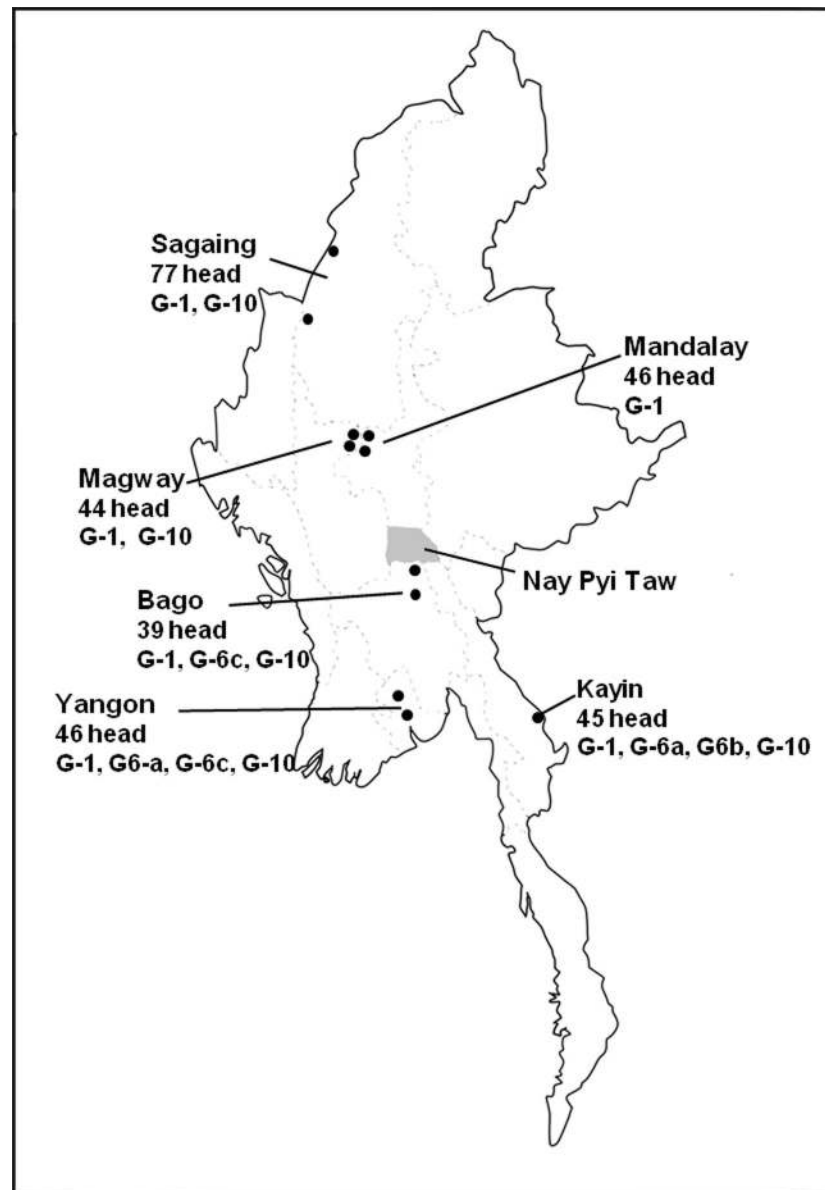 Sagaing
77 head
G-1, G-10
Mandalay
46 head
G-1
Magway
44 head
G-1, G-10
Nay Pyi Taw
Bago
39 head
G-1, G-6c, G-10
Kayin
45 head
G-1, G-6a, G6b, G-10
Yangon
46 head
G-1, G6-a, G-6c, G-10